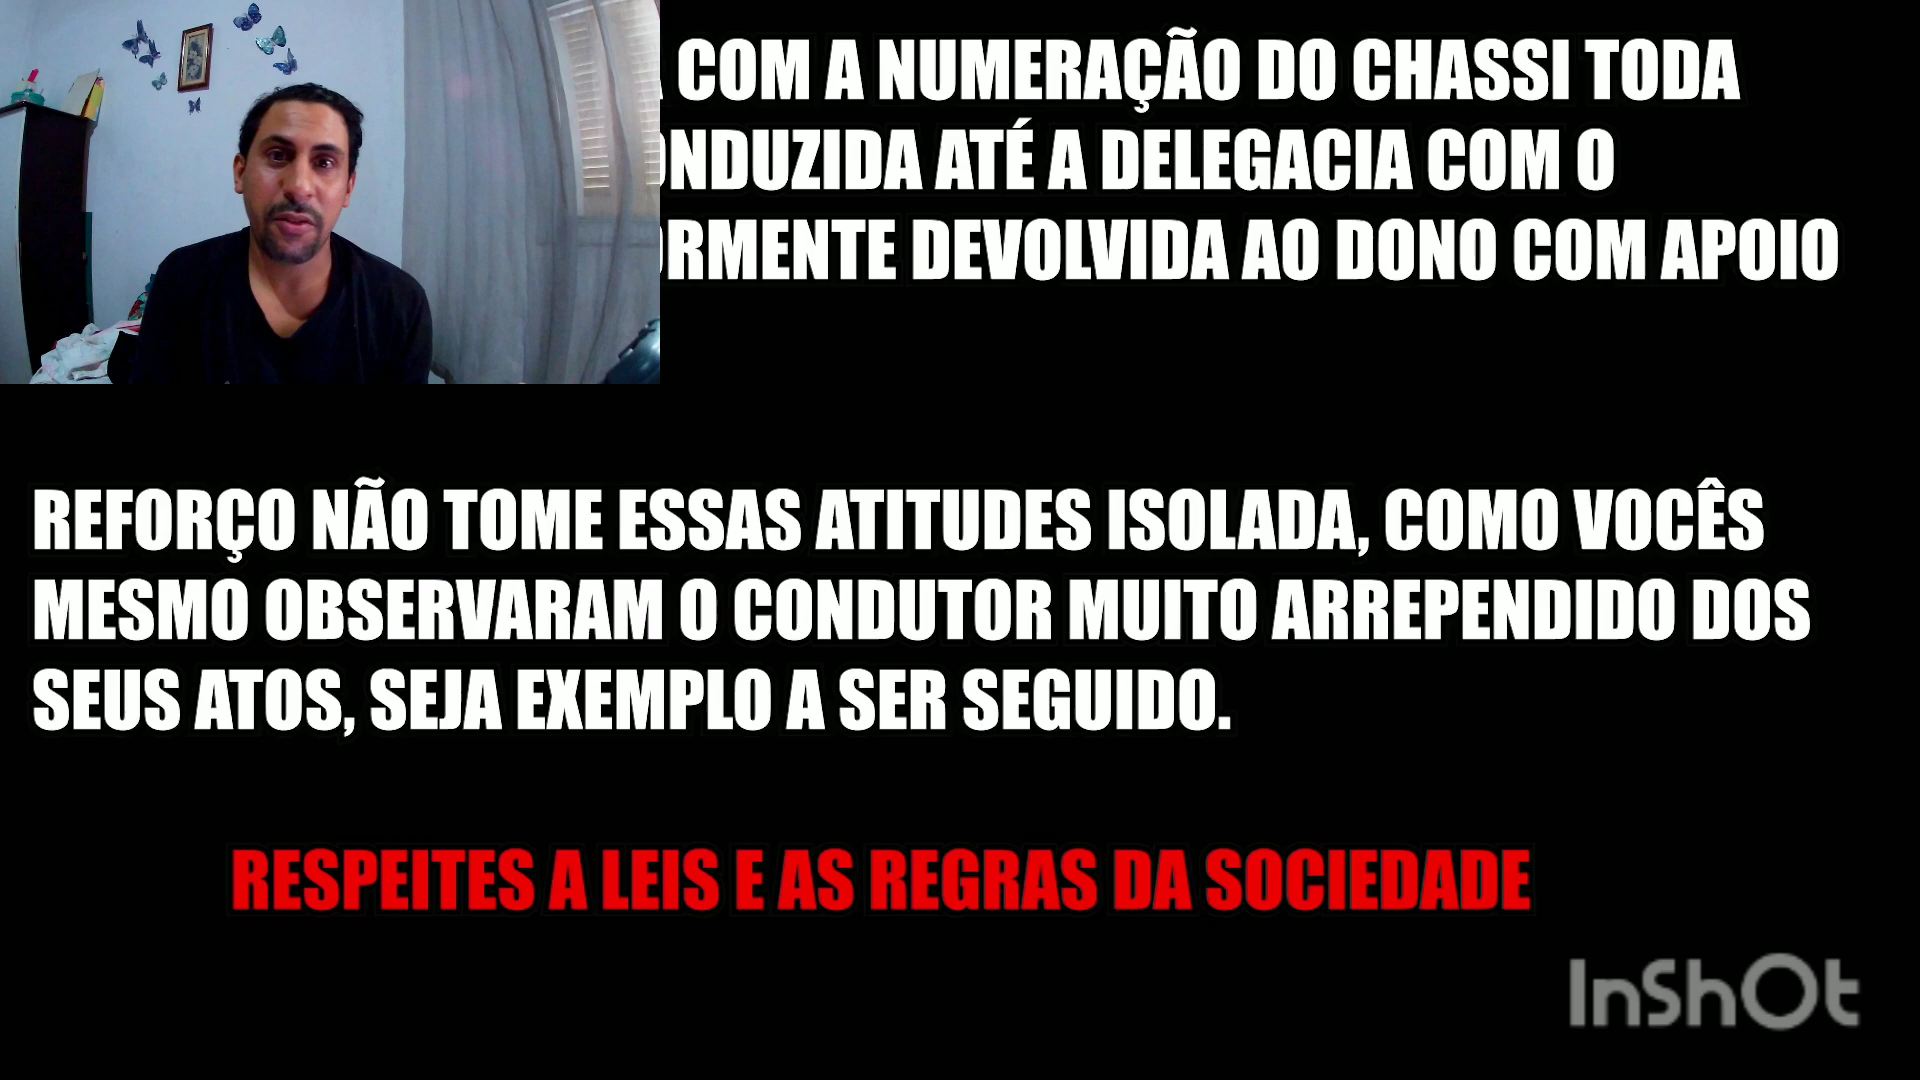 COM A NUMERAÇÃO DO CHASSI TODA
ATÉ A DELEGACIA COM O
DEVOLVIDA AO DONO COM APOIO
REFORÇO NÃO TOME ESSAS ATITUDES ISOLADA, COMO VOCÊS
MESMO OBSERVARAM O CONDUTOR MUITO ARREPENDIDO DOS
SEUS ATOS, SEJA EXEMPLO A SER SEGUIDO.
RESPEITES A LEIS E AS REGRAS DA SOCIEDADE
InShOt